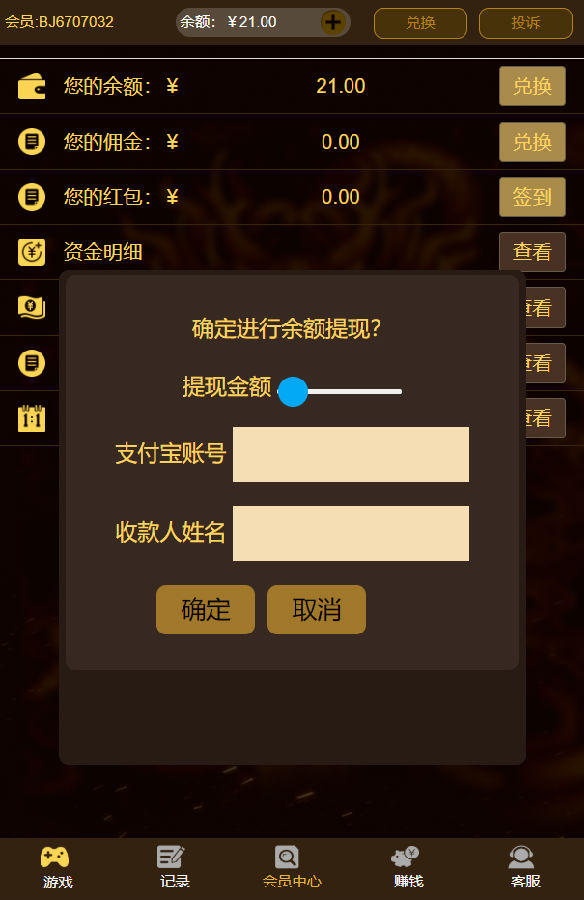 会员:BJ6707032 余额: ￥21.00 兑换 投诉
您的余额: ￥ 21.00 兑换
您的佣金: ￥ 0.00 兑换
您的红包: ￥ 0.00 签到
资金明细 查看
查看
查看
1:1 查看
确定进行余额提现?
提现金额
支付宝账号
收款人姓名
确定 取消
游戏 记录 会员中心 赚钱 客服